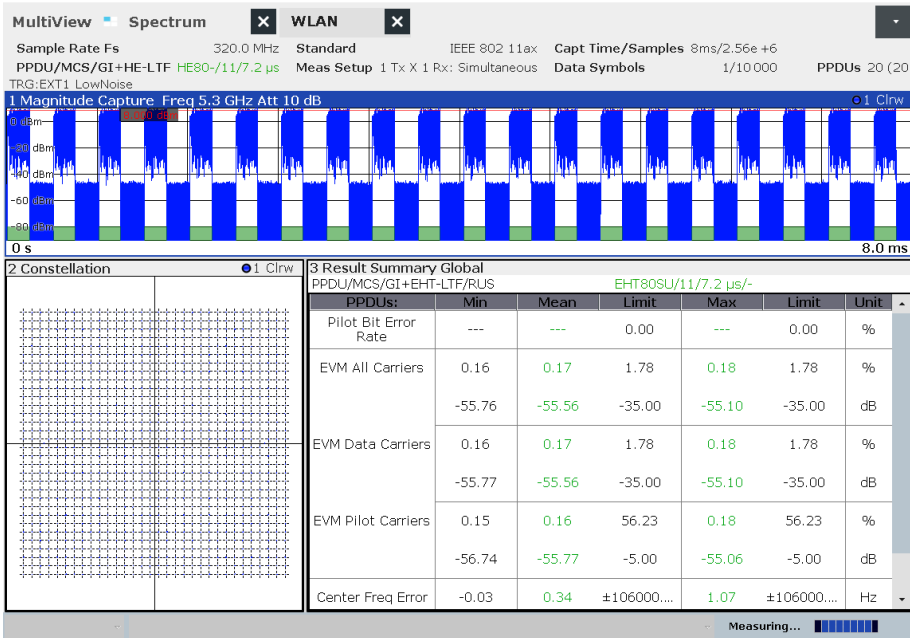 MultiView Spectrum WLAN
Sample Rate Fs 320.0 MHz Standard IEEE 802 11ax Capt Time/Samples 8ms/2.56e +6
PPDU/MCS/GI+HE-LTF HE80-/11/7.2 µs Meas Setup 1 Tx X 1 Rx: Simultaneous Data Symbols 1/10 000 PPDUs 20 (20
TRG:EXT1 LowNoise
1 Magnitude Capture Freq 5.3 GHz Att 10 dB 1 Clrw
0 dBm
-20 dBm
-40 dBm
-60 dBm
-80 dBm
0 s 8.0 ms
2 Constellation 1 Clrw
3 Result Summary Global
PPDU/MCS/GI+EHT-LTF/RUS EHT80SU/11/7.2 µs/-
PPDUs: Min Mean Limit Max Limit Unit
Pilot Bit Error Rate --- --- 0.00 --- 0.00 %
EVM All Carriers 0.16 0.17 1.78 0.18 1.78 %
-55.76 -55.56 -35.00 -55.10 -35.00 dB
EVM Data Carriers 0.16 0.17 1.78 0.18 1.78 %
-55.77 -55.56 -35.00 -55.10 -35.00 dB
EVM Pilot Carriers 0.15 0.16 56.23 0.18 56.23 %
-56.74 -55.77 -5.00 -55.06 -5.00 dB
Center Freq Error -0.03 0.34 ±106000.... 1.07 ±106000.... Hz
Measuring...